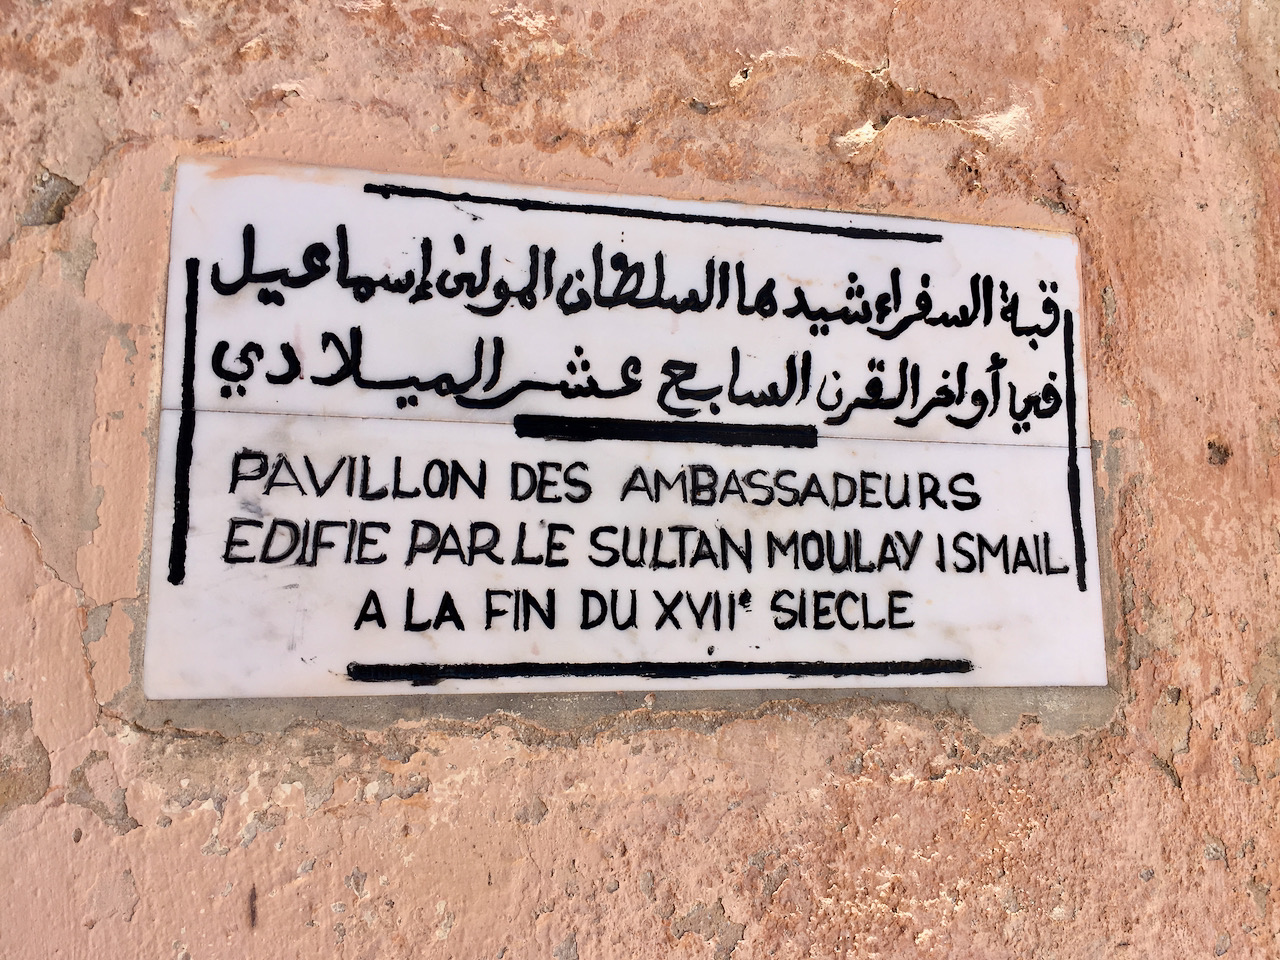 قبة السفراء شيدها السلطان المولى إسماعيل
في أواخر القرن السابع عشر الميلادي
PAVILLON DES AMBASSADEURS
EDIFIE PAR LE SULTAN MOULAY ISMAIL
A LA FIN DU XVIIe SIECLE